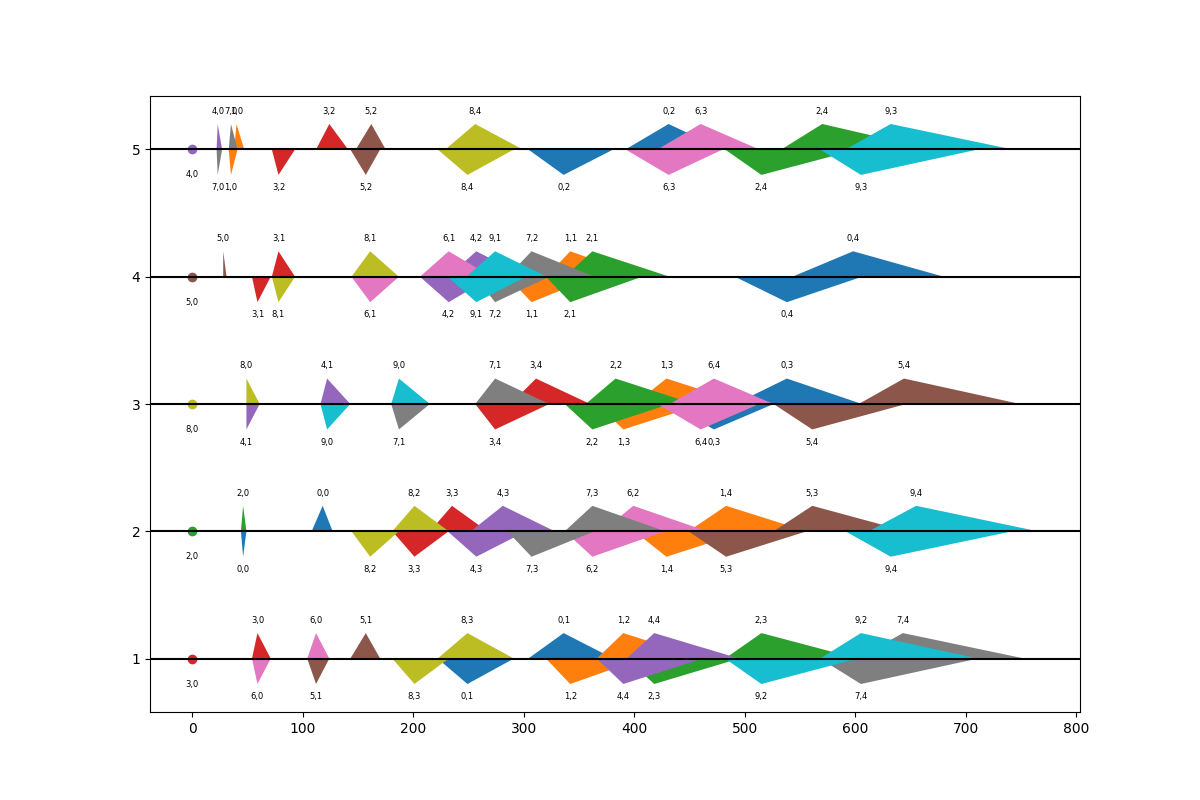 4,0 7,0 1,0 3,2 5,2 8,4 0,2 6,3 2,4 9,3
5
4,0
7,0 1,0 3,2 5,2 8,4 0,2 6,3 2,4 9,3
5,0 3,1 8,1 6,1 4,2 9,1 7,2 1,1 2,1 0,4
4
5,0
3,1 8,1 6,1 4,2 9,1 7,2 1,1 2,1 0,4
8,0 4,1 9,0 7,1 3,4 2,2 1,3 6,4 0,3 5,4
3
8,0
4,1 9,0 7,1 3,4 2,2 1,3 6,4 0,3 5,4
2,0 0,0 8,2 3,3 4,3 7,3 6,2 1,4 5,3 9,4
2
2,0
0,0 8,2 3,3 4,3 7,3 6,2 1,4 5,3 9,4
3,0 6,0 5,1 8,3 0,1 1,2 4,4 2,3 9,2 7,4
1
3,0
6,0 5,1 8,3 0,1 1,2 4,4 2,3 9,2 7,4
0 100 200 300 400 500 600 700 800